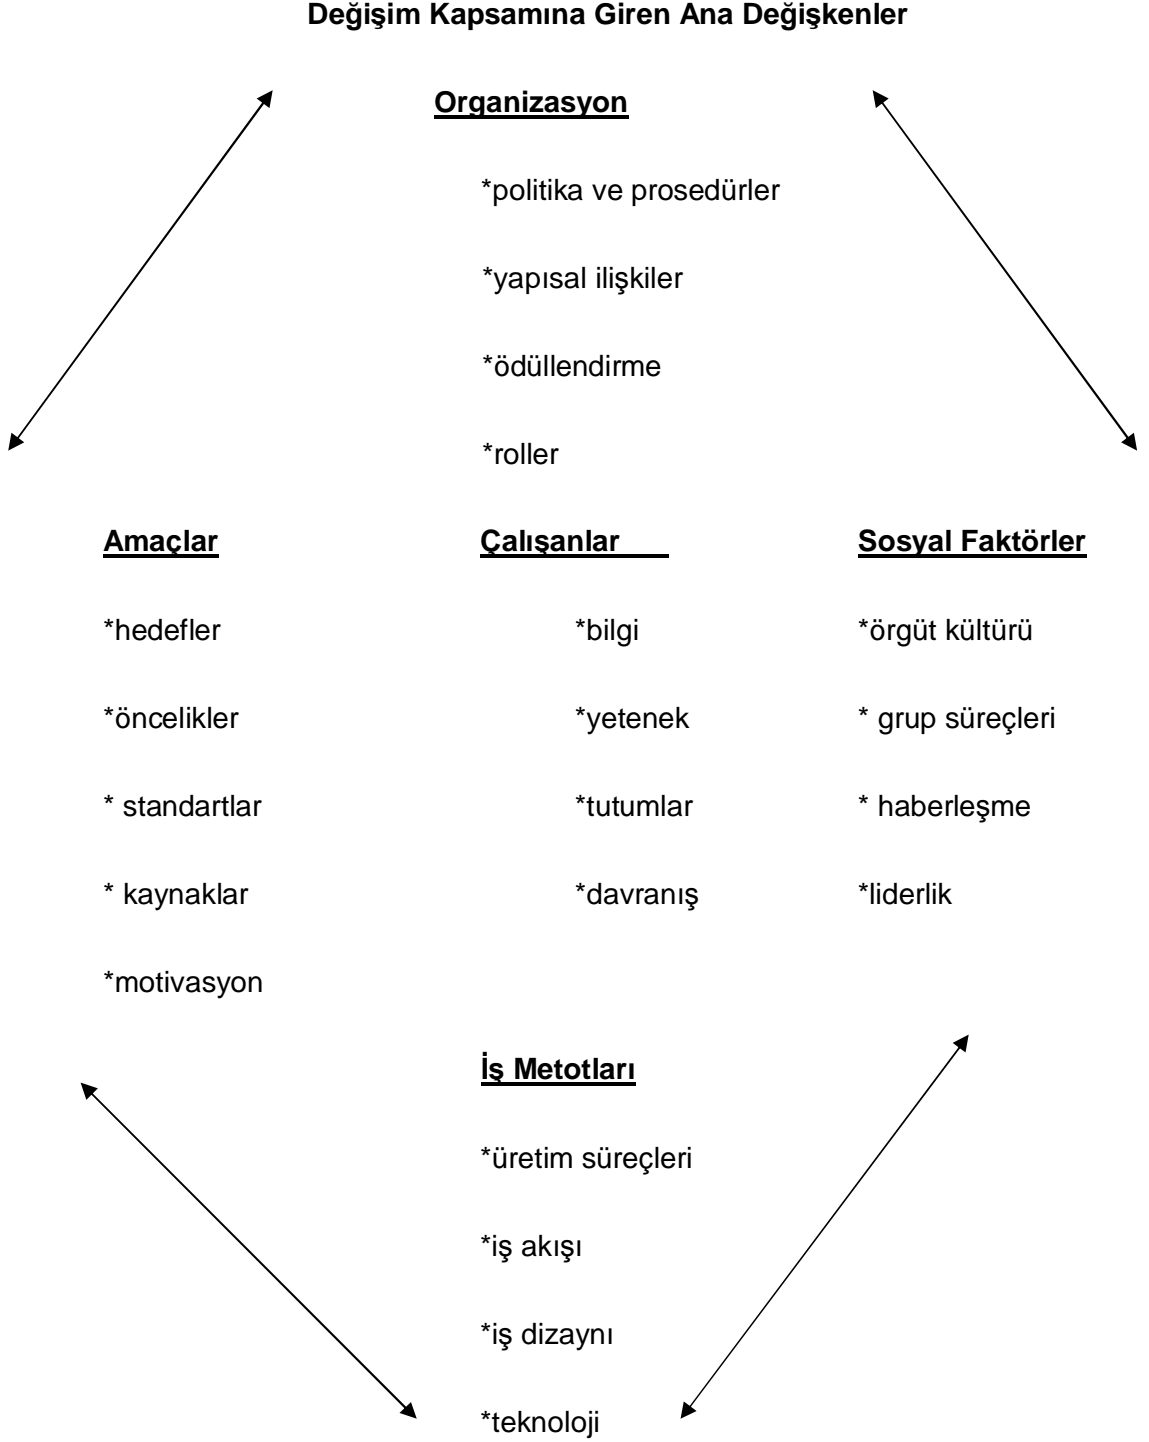 Değişim Kapsamına Giren Ana Değişkenler
Organizasyon
*politika ve prosedürler
*yapısal ilişkiler
*ödüllendirme
*roller
Amaçlar Çalışanlar Sosyal Faktörler
*hedefler *bilgi *örgüt kültürü
*öncelikler *yetenek * grup süreçleri
* standartlar *tutumlar * haberleşme
* kaynaklar *davranış *liderlik
*motivasyon
İş Metotları
*üretim süreçleri
*iş akışı
*iş dizaynı
*teknoloji